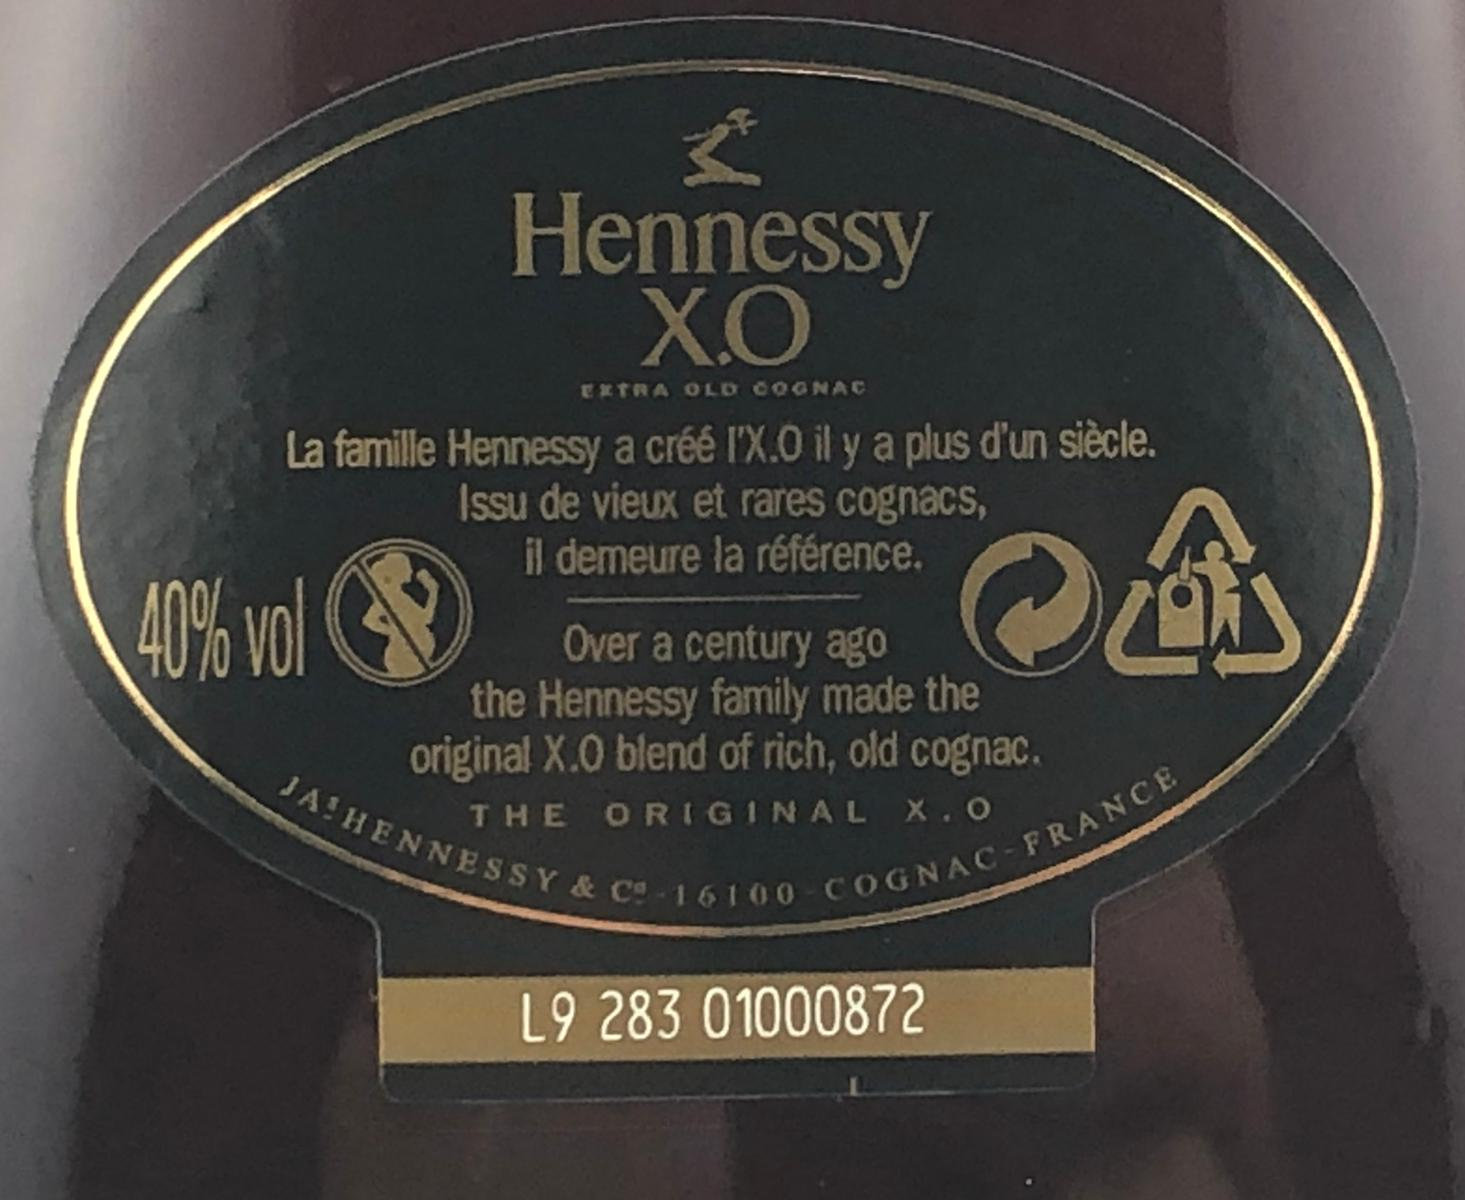 Hennessy
X.O
EXTRA OLD COGNAC
La famille Hennessy a créé l'X.O il y a plus d'un siècle.
Issu de vieux et rares cognacs,
il demeure la référence.
40% vol
Over a century ago
the Hennessy family made the
original X.O blend of rich, old cognac.
THE ORIGINAL X.O
JAˢ HENNESSY & Cº - 16100 - COGNAC - FRANCE
L9 283 01000872